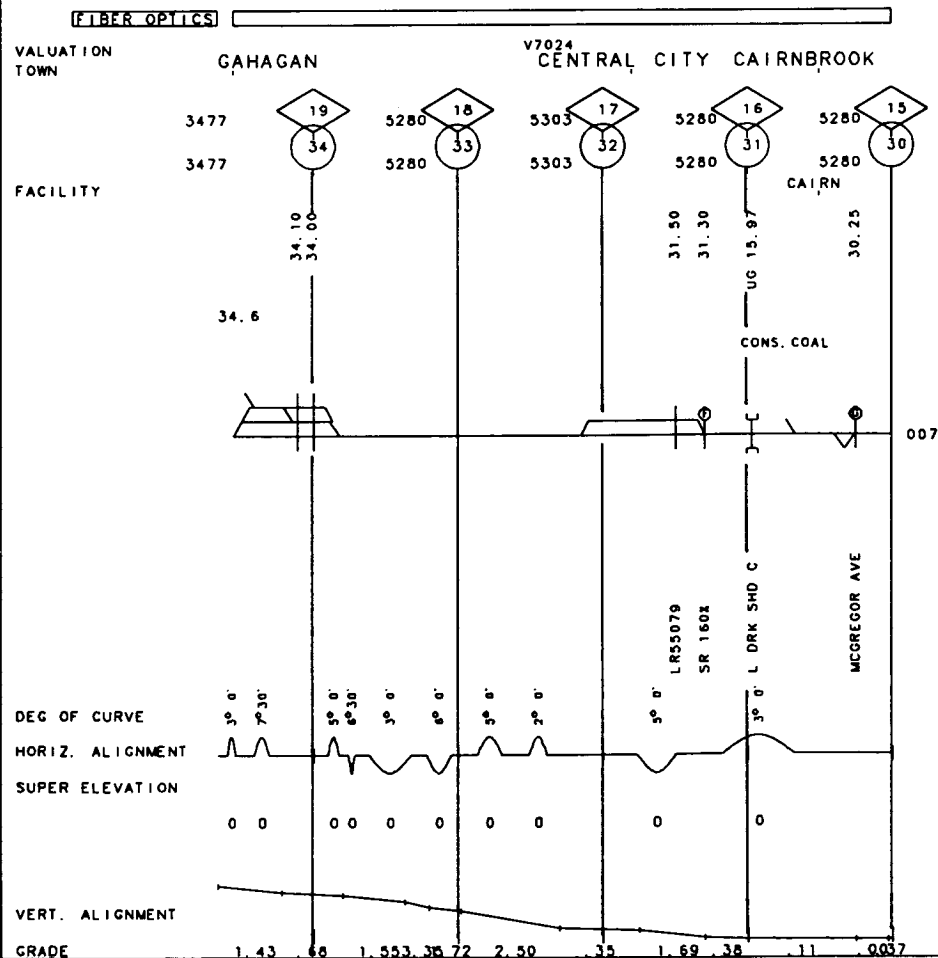 FIBER OPTICS
VALUATION V7024
TOWN GAHAGAN CENTRAL CITY CAIRNBROOK
3477 19 5280 18 5303 17 5280 16 5280 15
3477 34 5280 33 5303 32 5280 31 5280 30
FACILITY CAIRN
34.10 34.00 31.50 31.30 UG 15.97 30.25
34.6
CONS. COAL
F
007
LR55079 SR 160% L DRK SHD C MCGREGOR AVE
DEG OF CURVE 3° 0' 7°30' 5° 0' 6°30' 3° 0' 6° 0' 5° 0' 2° 0' 5° 0' 3° 0'
HORIZ. ALIGNMENT
SUPER ELEVATION
0 0 0 0 0 0 0 0 0 0
VERT. ALIGNMENT
GRADE 1.43 .68 1.55 2.50 .35 1.69 .38 .11 0.037